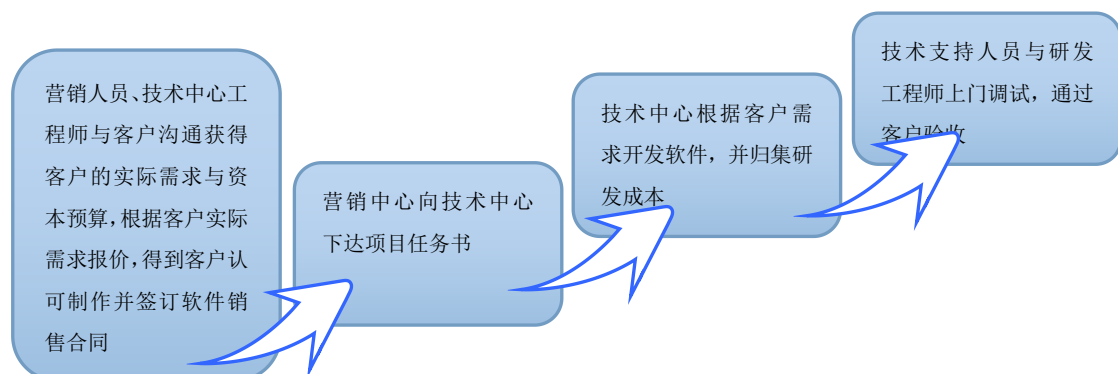 营销人员、技术中心工
程师与客户沟通获得
客户的实际需求与资
本预算,根据客户实际
需求报价,得到客户认
可制作并签订软件销
售合同
营销中心向技术中心
下达项目任务书
技术中心根据客户需
求开发软件，并归集研
发成本
技术支持人员与研发
工程师上门调试，通过
客户验收